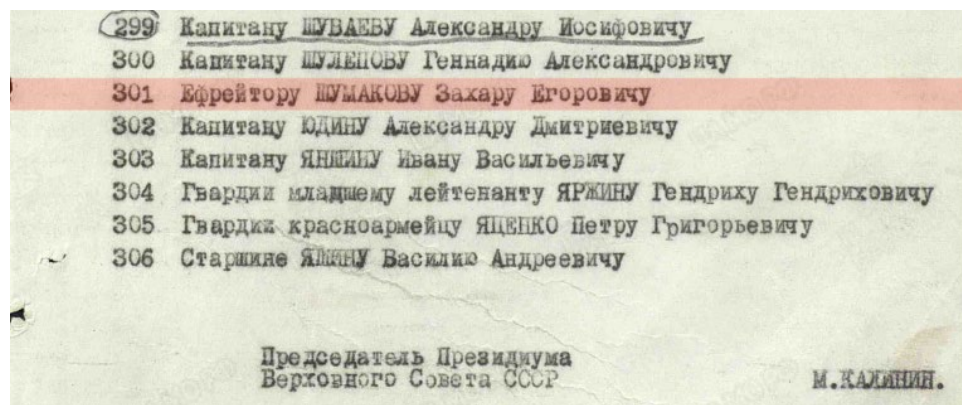 299 Капитану ШУВАЕВУ Александру Иосифовичу
300 Капитану ШУЛЕПОВУ Геннадию Александровичу
301 Ефрейтору ШУМАКОВУ Захару Егоровичу
302 Капитану ЮДИНУ Александру Дмитриевичу
303 Капитану ЯНШИНУ Ивану Васильевичу
304 Гвардии младшему лейтенанту ЯРЖИНУ Гендриху Гендриховичу
305 Гвардии красноармейцу ЯЦЕНКО Петру Григорьевичу
306 Старшине ЯШИНУ Василию Андреевичу
Председатель Президиума
Верховного Совета СССР
М.КАЛИНИН.